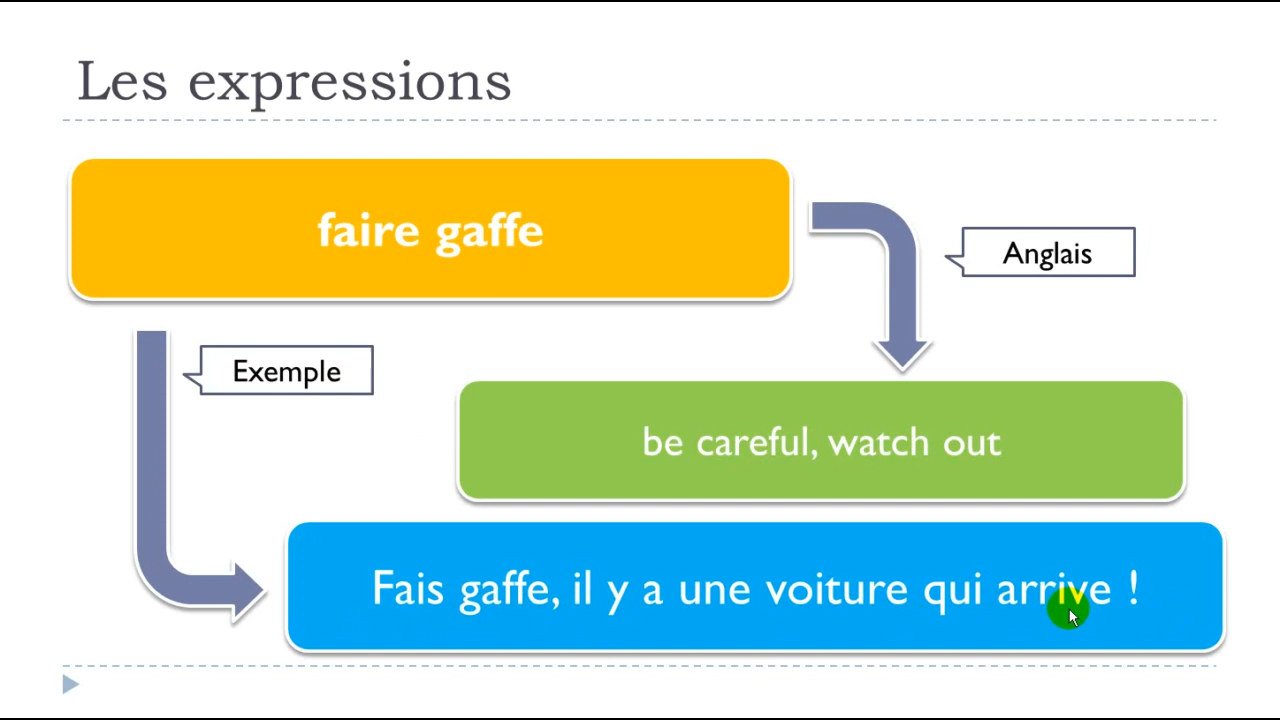 Les expressions
faire gaffe
Anglais
Exemple
be careful, watch out
Fais gaffe, il y a une voiture qui arrive !